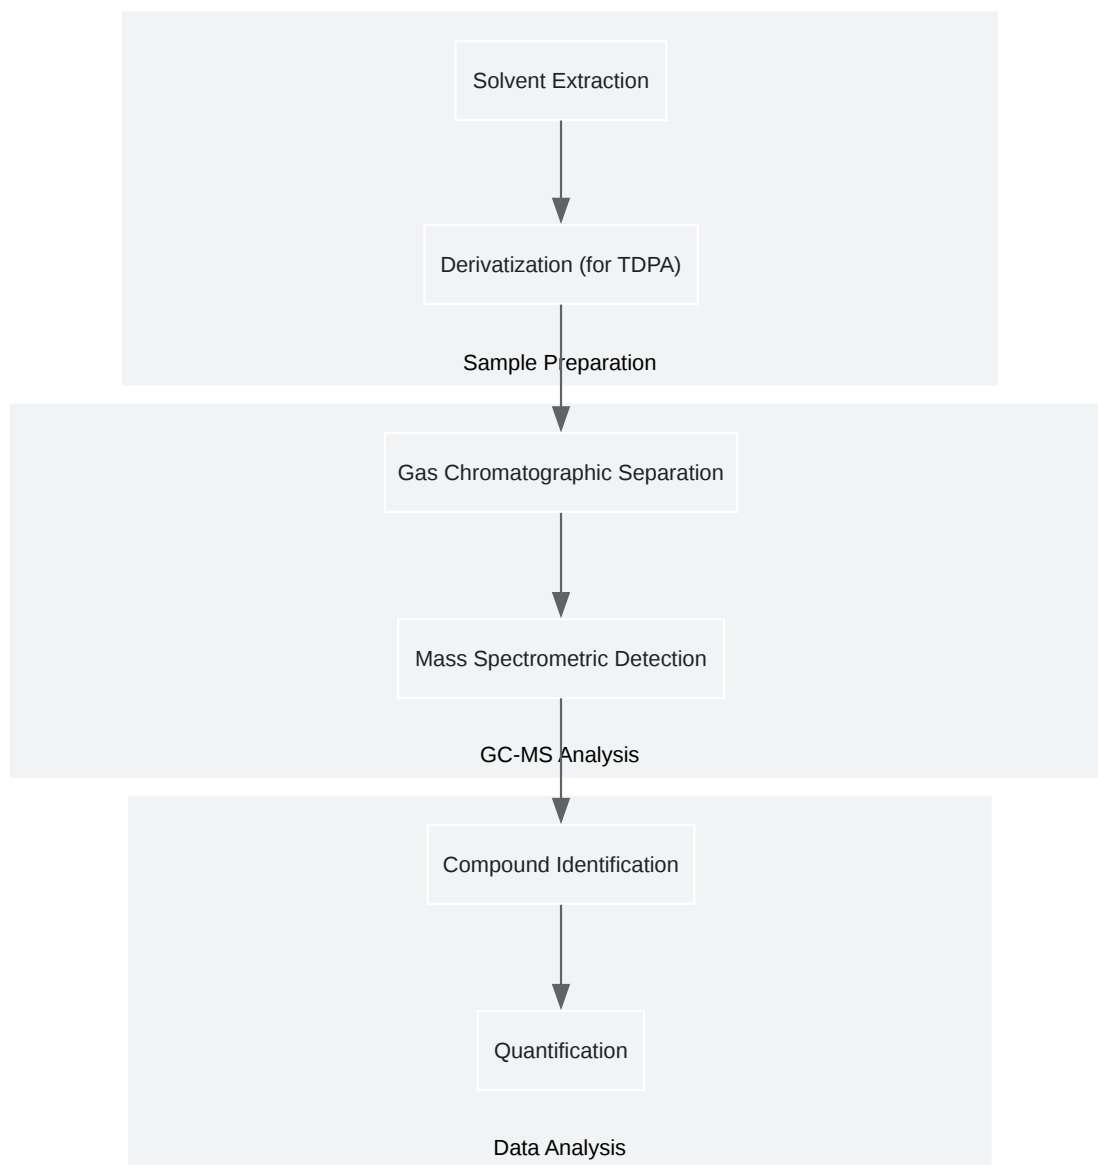 Solvent Extraction
Derivatization (for TDPA)
Sample Preparation
Gas Chromatographic Separation
Mass Spectrometric Detection
GC-MS Analysis
Compound Identification
Quantification
Data Analysis